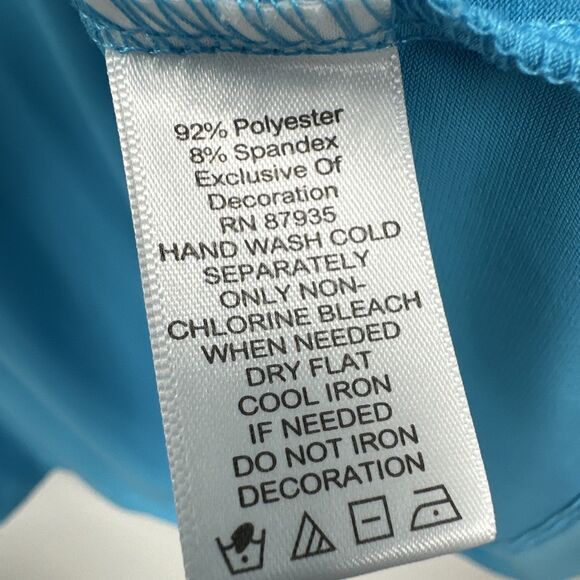 92% Polyester
8% Spandex
Exclusive Of
Decoration
RN 87935
HAND WASH COLD
SEPARATELY
ONLY NON-
CHLORINE BLEACH
WHEN NEEDED
DRY FLAT
COOL IRON
IF NEEDED
DO NOT IRON
DECORATION